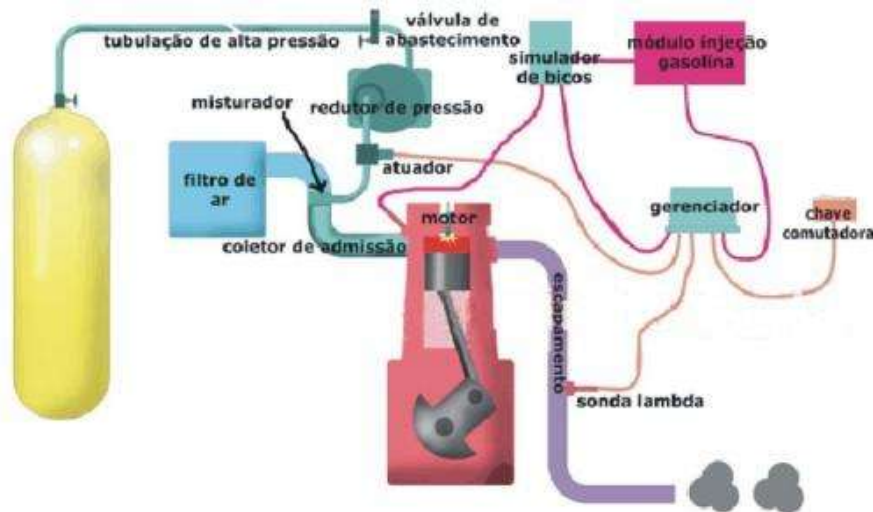 válvula de
abastecimento
tubulação de alta pressão
simulador
de bicos
módulo injeção
gasolina
misturador
redutor de pressão
atuador
filtro de
ar
motor
gerenciador
chave
comutadora
coletor de admissão
escapamento
sonda lambda